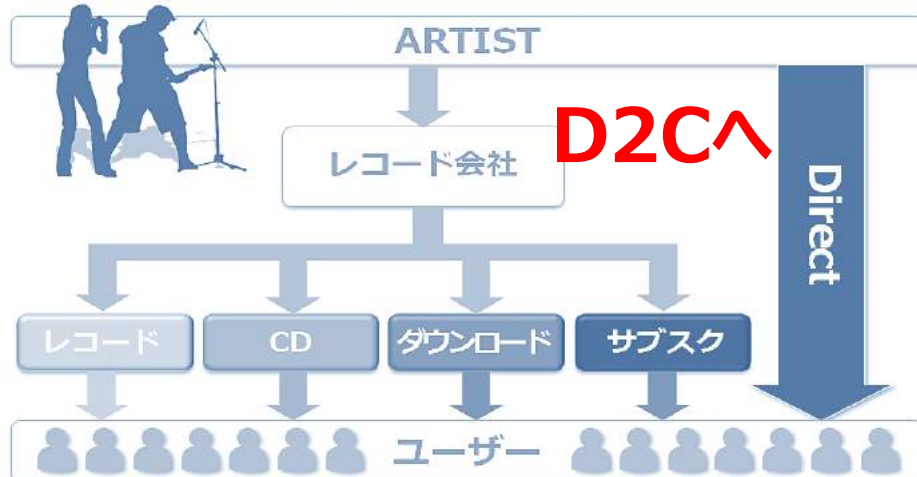 ARTIST
D2Cへ
レコード会社
Direct
レコード
CD
ダウンロード
サブスク
ユーザー